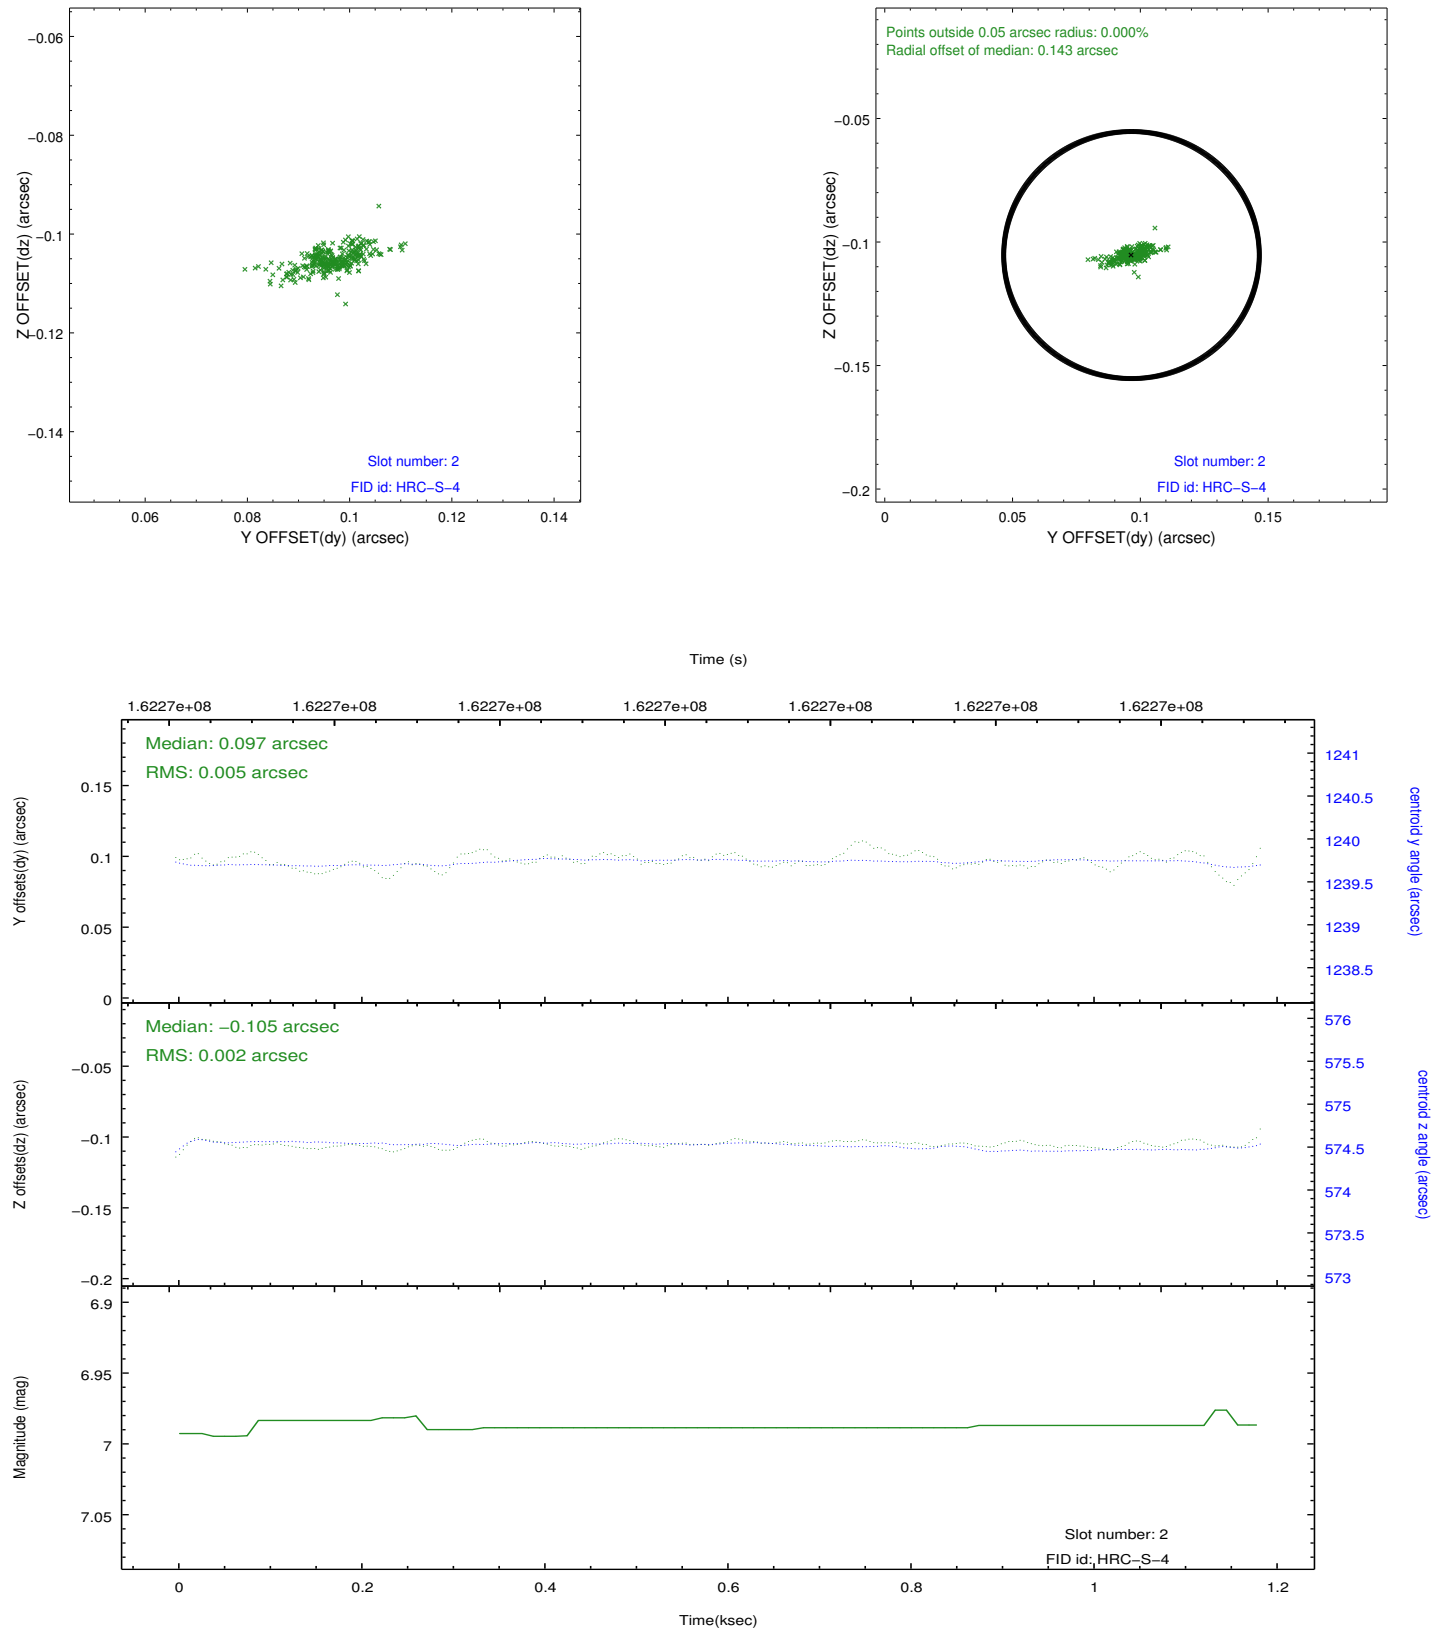 −0.06
−0.08
−0.1
−0.12
−0.14
Z OFFSET(dz) (arcsec)
Slot number: 2
FID id: HRC−S−4
0.06 0.08 0.1 0.12 0.14
Y OFFSET(dy) (arcsec)
Points outside 0.05 arcsec radius: 0.000%
Radial offset of median: 0.143 arcsec
−0.05
−0.1
−0.15
−0.2
Z OFFSET(dz) (arcsec)
Slot number: 2
FID id: HRC−S−4
0 0.05 0.1 0.15
Y OFFSET(dy) (arcsec)
Time (s)
1.6227e+08 1.6227e+08 1.6227e+08 1.6227e+08 1.6227e+08 1.6227e+08 1.6227e+08
Median: 0.097 arcsec
RMS: 0.005 arcsec
0.15
0.1
0.05
0
Y offsets(dy) (arcsec)
1241
1240.5
1240
1239.5
1239
1238.5
centroid y angle (arcsec)
Median: −0.105 arcsec
RMS: 0.002 arcsec
−0.05
−0.1
−0.15
−0.2
Z offsets(dz) (arcsec)
576
575.5
575
574.5
574
573.5
573
centroid z angle (arcsec)
6.9
6.95
7
7.05
Magnitude (mag)
Slot number: 2
FID id: HRC−S−4
0 0.2 0.4 0.6 0.8 1 1.2
Time(ksec)